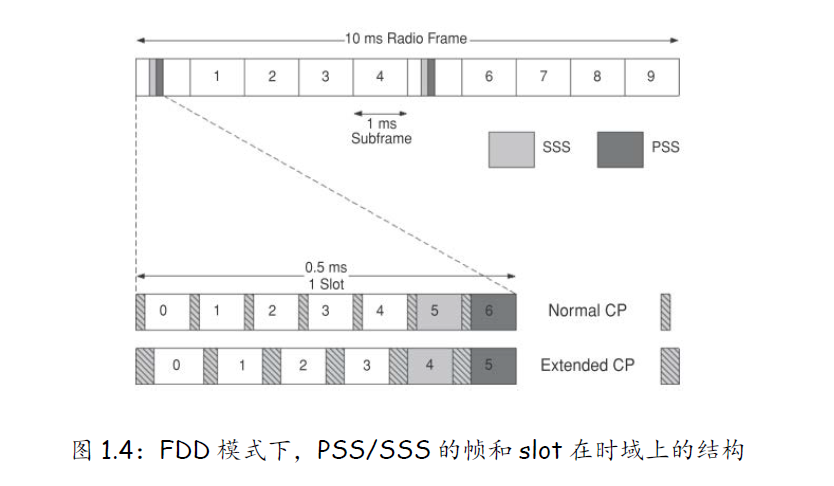 10 ms Radio Frame
1 2 3 4 6 7 8 9
1 ms
Subframe
SSS PSS
0.5 ms
1 Slot
0 1 2 3 4 5 6 Normal CP
0 1 2 3 4 5 Extended CP
图 1.4：FDD 模式下，PSS/SSS 的帧和 slot 在时域上的结构